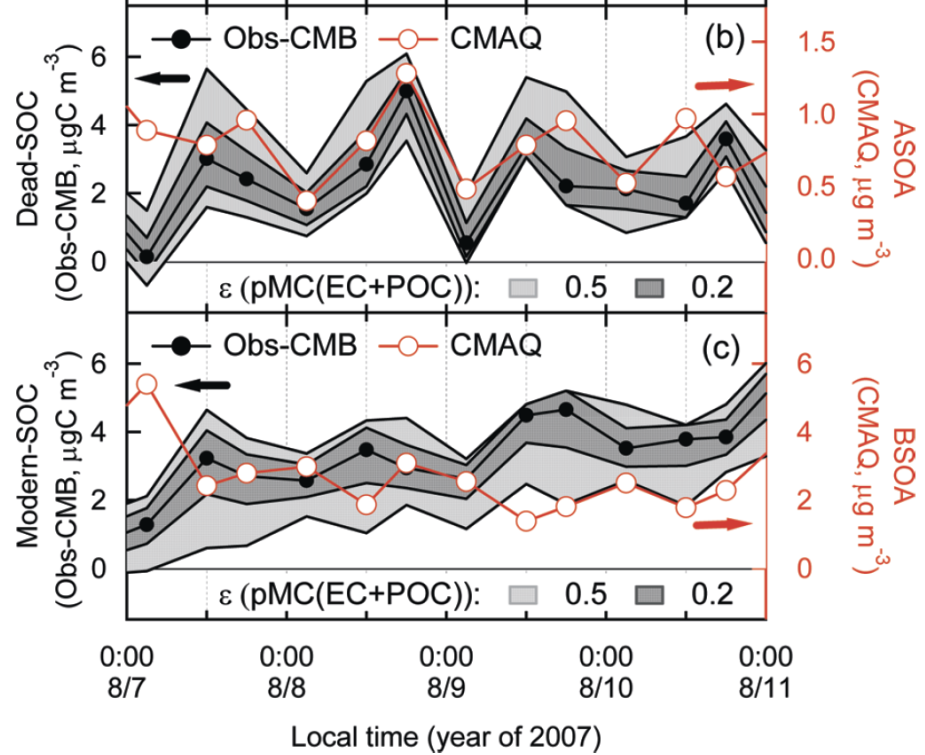 (b)
Obs-CMB
CMAQ
6
4
2
0
Dead-SOC
(Obs-CMB, µgC m⁻³)
1.5
1.0
0.5
0.0
ASOA
(CMAQ, µg m⁻³)
ε (pMC(EC+POC)): 0.5 0.2
(c)
Obs-CMB
CMAQ
6
4
2
0
Modern-SOC
(Obs-CMB, µgC m⁻³)
6
4
2
0
BSOA
(CMAQ, µg m⁻³)
ε (pMC(EC+POC)): 0.5 0.2
0:00 0:00 0:00 0:00 0:00
8/7 8/8 8/9 8/10 8/11
Local time (year of 2007)